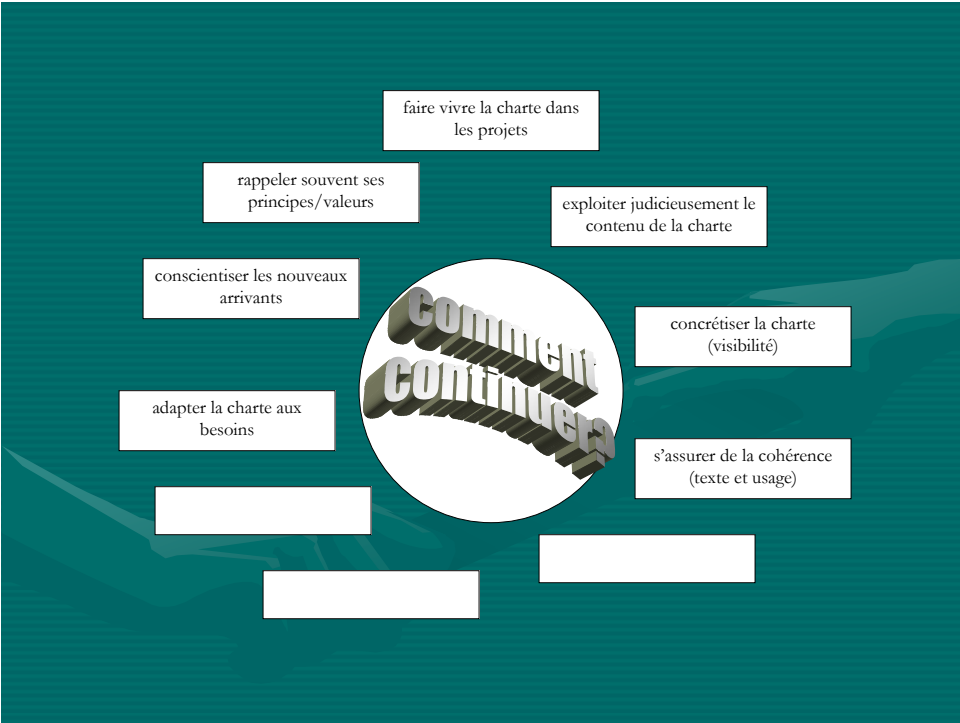 faire vivre la charte dans
les projets
rappeler souvent ses
principes/valeurs
exploiter judicieusement le
contenu de la charte
conscientiser les nouveaux
arrivants
comment
continuer?
concrétiser la charte
(visibilité)
adapter la charte aux
besoins
s’assurer de la cohérence
(texte et usage)